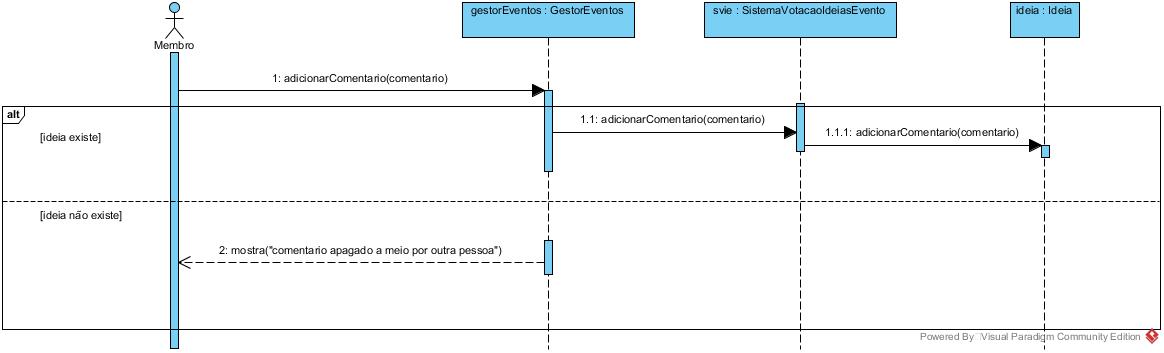 gestorEventos : GestorEventos
svie : SistemaVotacaoIdeiasEvento
ideia : Ideia
Membro
1: adicionarComentario(comentario)
alt
1.1: adicionarComentario(comentario)
1.1.1: adicionarComentario(comentario)
[ideia existe]
[ideia não existe]
2: mostra("comentario apagado a meio por outra pessoa")
Powered By Visual Paradigm Community Edition